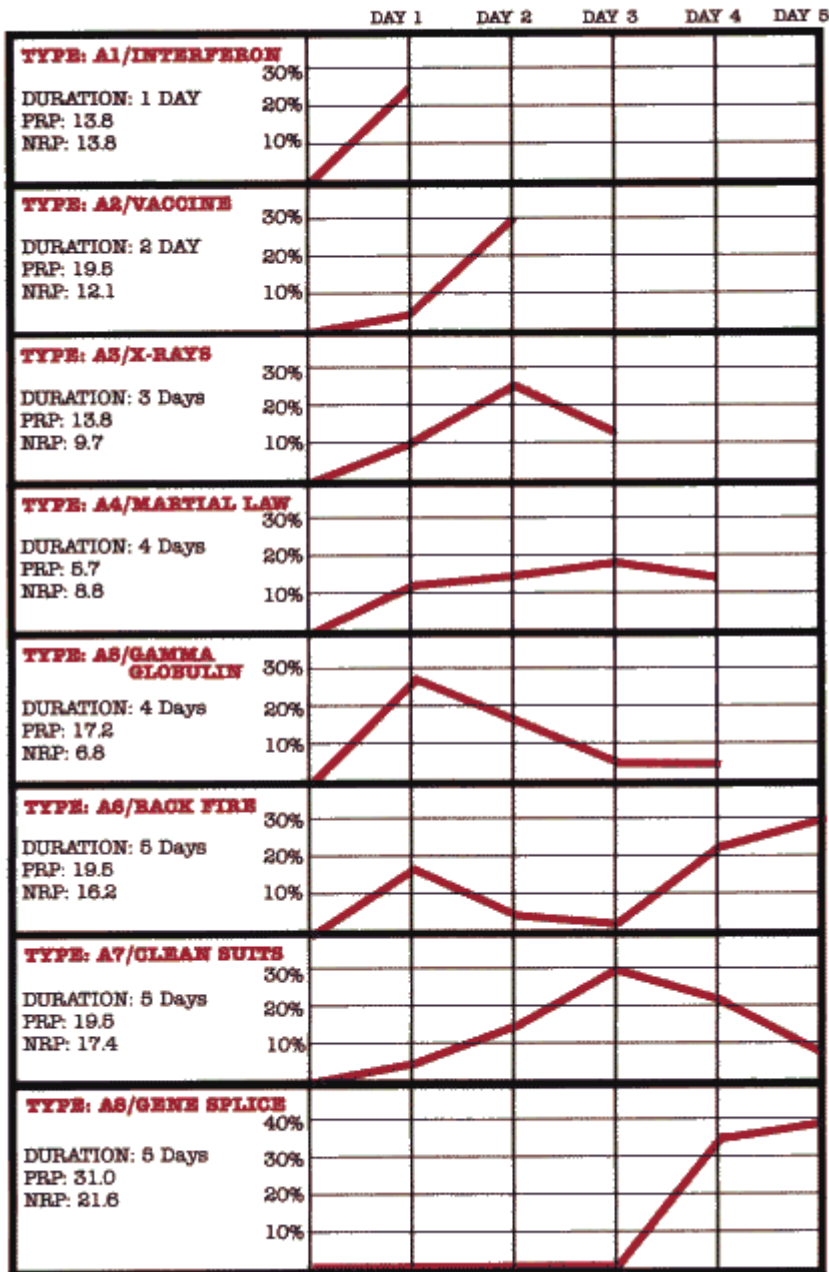 DAY 1 DAY 2 DAY 3 DAY 4 DAY 5
TYPE: A1/INTERFERON
30%
DURATION: 1 DAY
20%
PRP: 13.8
NRP: 13.8
10%
TYPE: A2/VACCINE
30%
DURATION: 2 DAY
20%
PRP: 19.5
NRP: 12.1
10%
TYPE: A3/X-RAYS
30%
DURATION: 3 Days
20%
PRP: 13.8
NRP: 9.7
10%
TYPE: A4/MARTIAL LAW
30%
DURATION: 4 Days
20%
PRP: 5.7
NRP: 8.8
10%
TYPE: A5/GAMMA
GLOBULIN
30%
DURATION: 4 Days
20%
PRP: 17.2
NRP: 6.8
10%
TYPE: A6/BACK FIRE
30%
DURATION: 5 Days
20%
PRP: 19.5
NRP: 16.2
10%
TYPE: A7/CLEAN SUITS
30%
DURATION: 5 Days
20%
PRP: 19.5
NRP: 17.4
10%
TYPE: A8/GENE SPLICE
40%
DURATION: 5 Days
30%
PRP: 31.0
NRP: 21.6
20%
10%